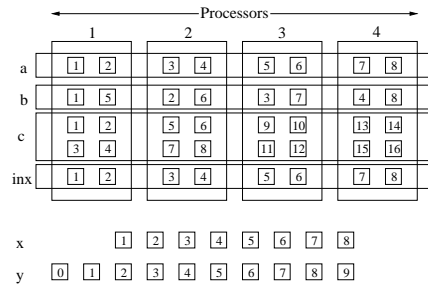 Processors
1 2 3 4
a 1 2 3 4 5 6 7 8
b 1 5 2 6 3 7 4 8
1 2 5 6 9 10 13 14
c
3 4 7 8 11 12 15 16
inx 1 2 3 4 5 6 7 8
x 1 2 3 4 5 6 7 8
y 0 1 2 3 4 5 6 7 8 9